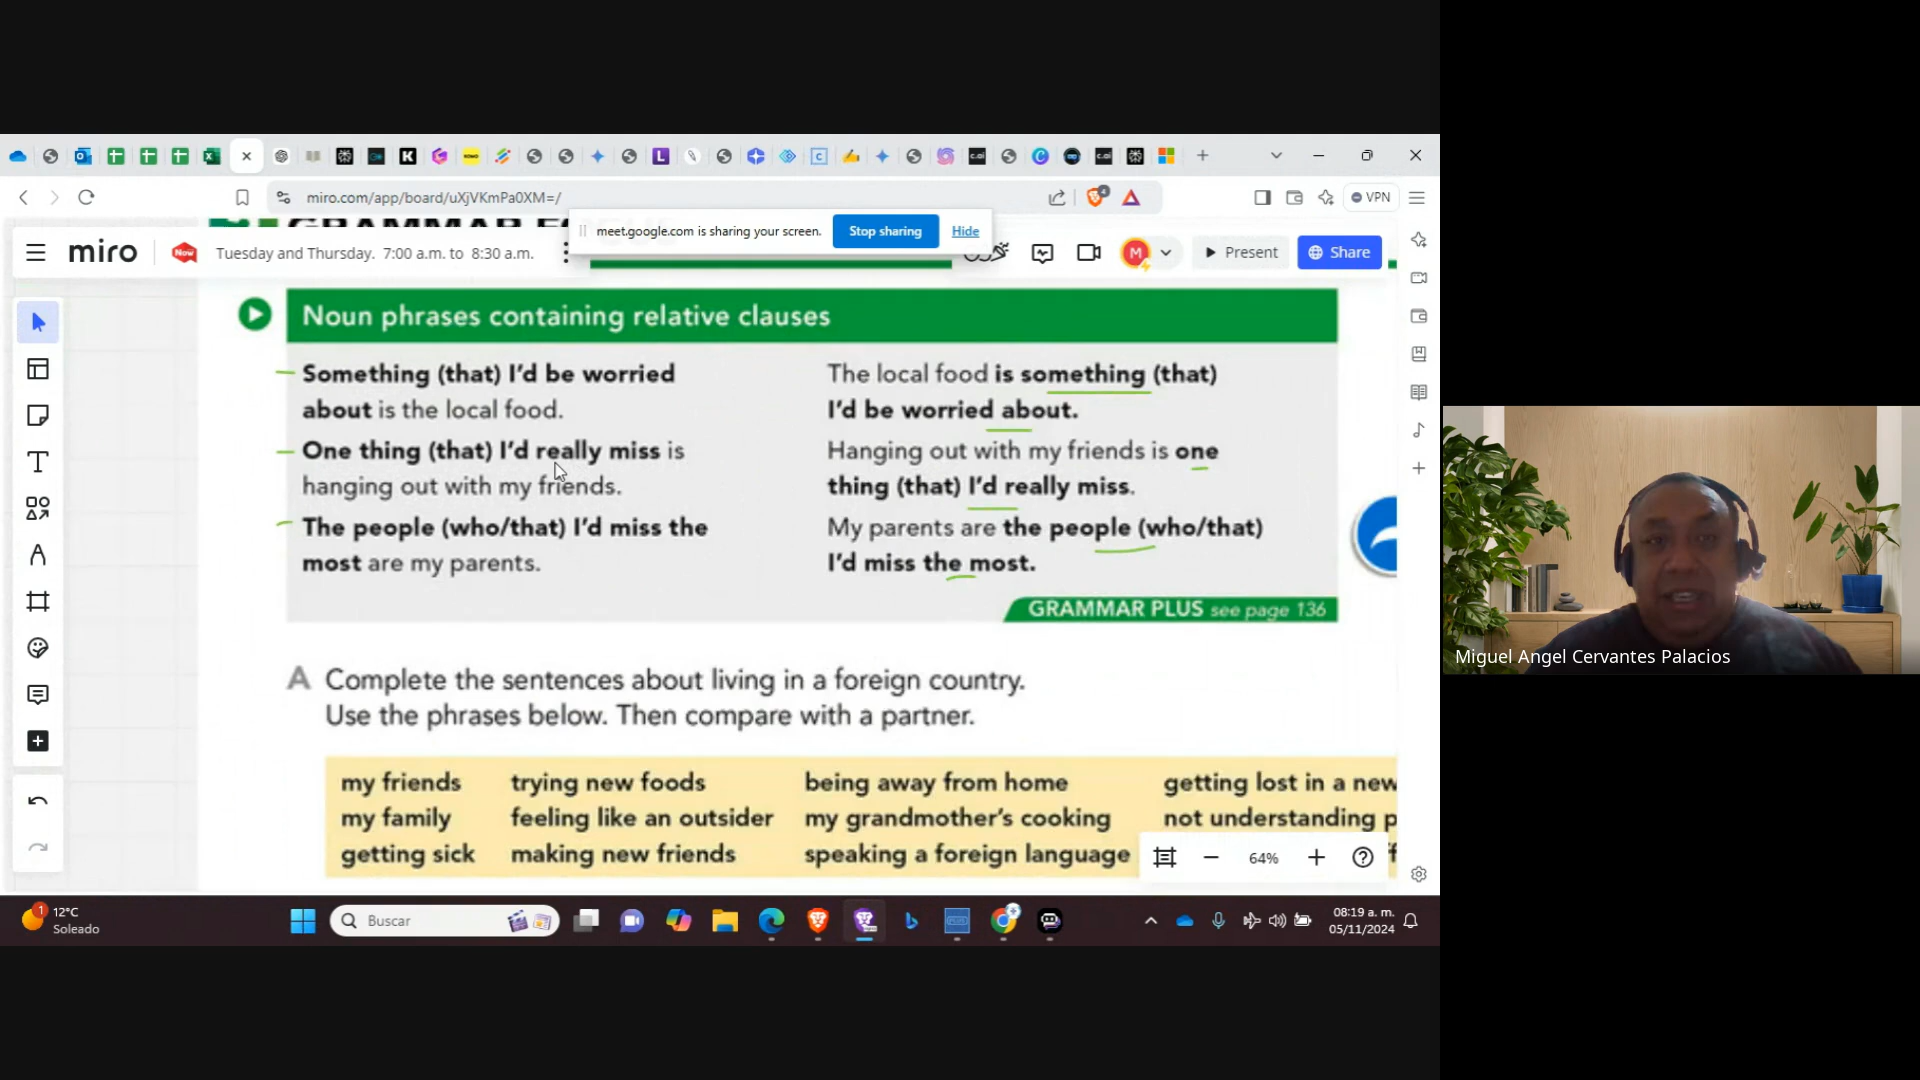 miro.com/app/board/uXjVKmPa0XM=/
VPN
meet.google.com is sharing your screen.
Stop sharing
Hide
miro
Now
Tuesday and Thursday. 7:00 a.m. to 8:30 a.m.
M
Present
Share
Noun phrases containing relative clauses
Something (that) I'd be worried
about is the local food.
One thing (that) I'd really miss is
hanging out with my friends.
The people (who/that) I'd miss the
most are my parents.
The local food is something (that)
I'd be worried about.
Hanging out with my friends is one
thing (that) I'd really miss.
My parents are the people (who/that)
I'd miss the most.
GRAMMAR PLUS see page 136
A Complete the sentences about living in a foreign country.
Use the phrases below. Then compare with a partner.
my friends trying new foods being away from home getting lost in a new
my family feeling like an outsider my grandmother's cooking not understanding p
getting sick making new friends speaking a foreign language
64%
Miguel Angel Cervantes Palacios
1
12°C
Soleado
Buscar
08:19 a. m.
05/11/2024